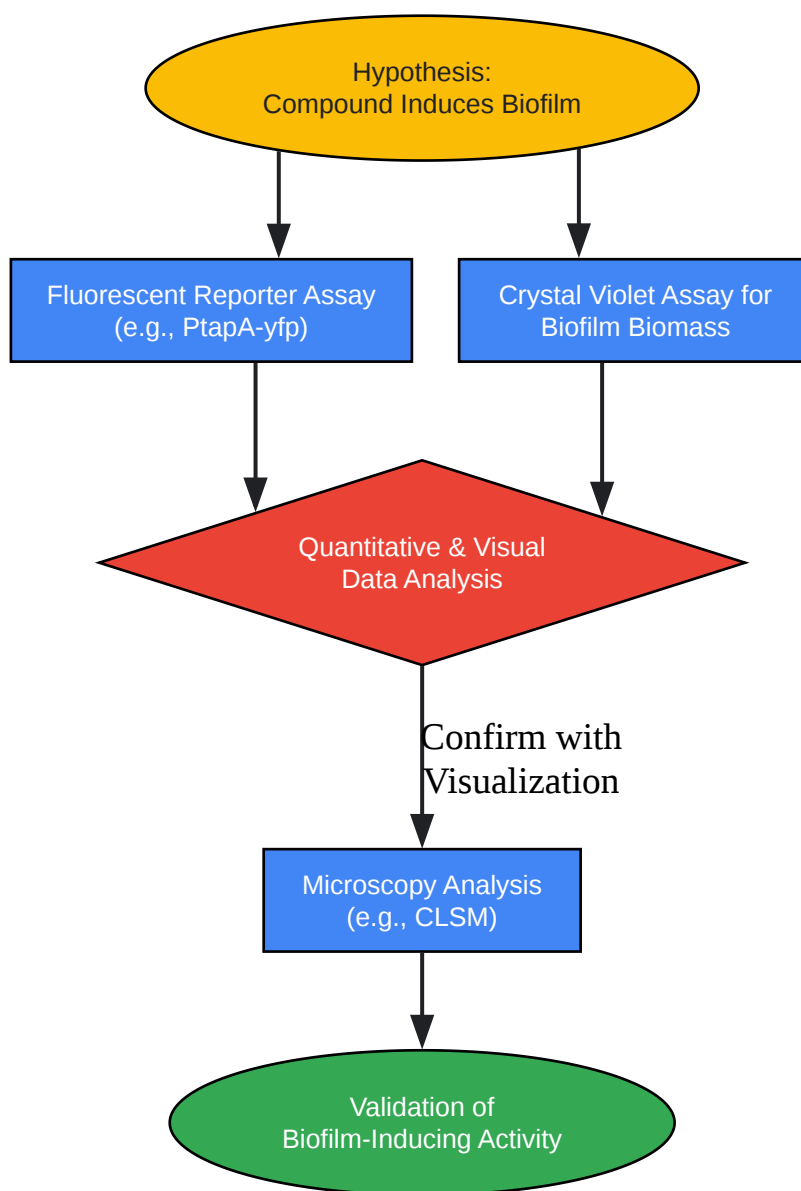 Hypothesis:
Compound Induces Biofilm
Fluorescent Reporter Assay
(e.g., PtapA-yfp)
Crystal Violet Assay for
Biofilm Biomass
Quantitative & Visual
Data Analysis
Confirm with
Visualization
Microscopy Analysis
(e.g., CLSM)
Validation of
Biofilm-Inducing Activity